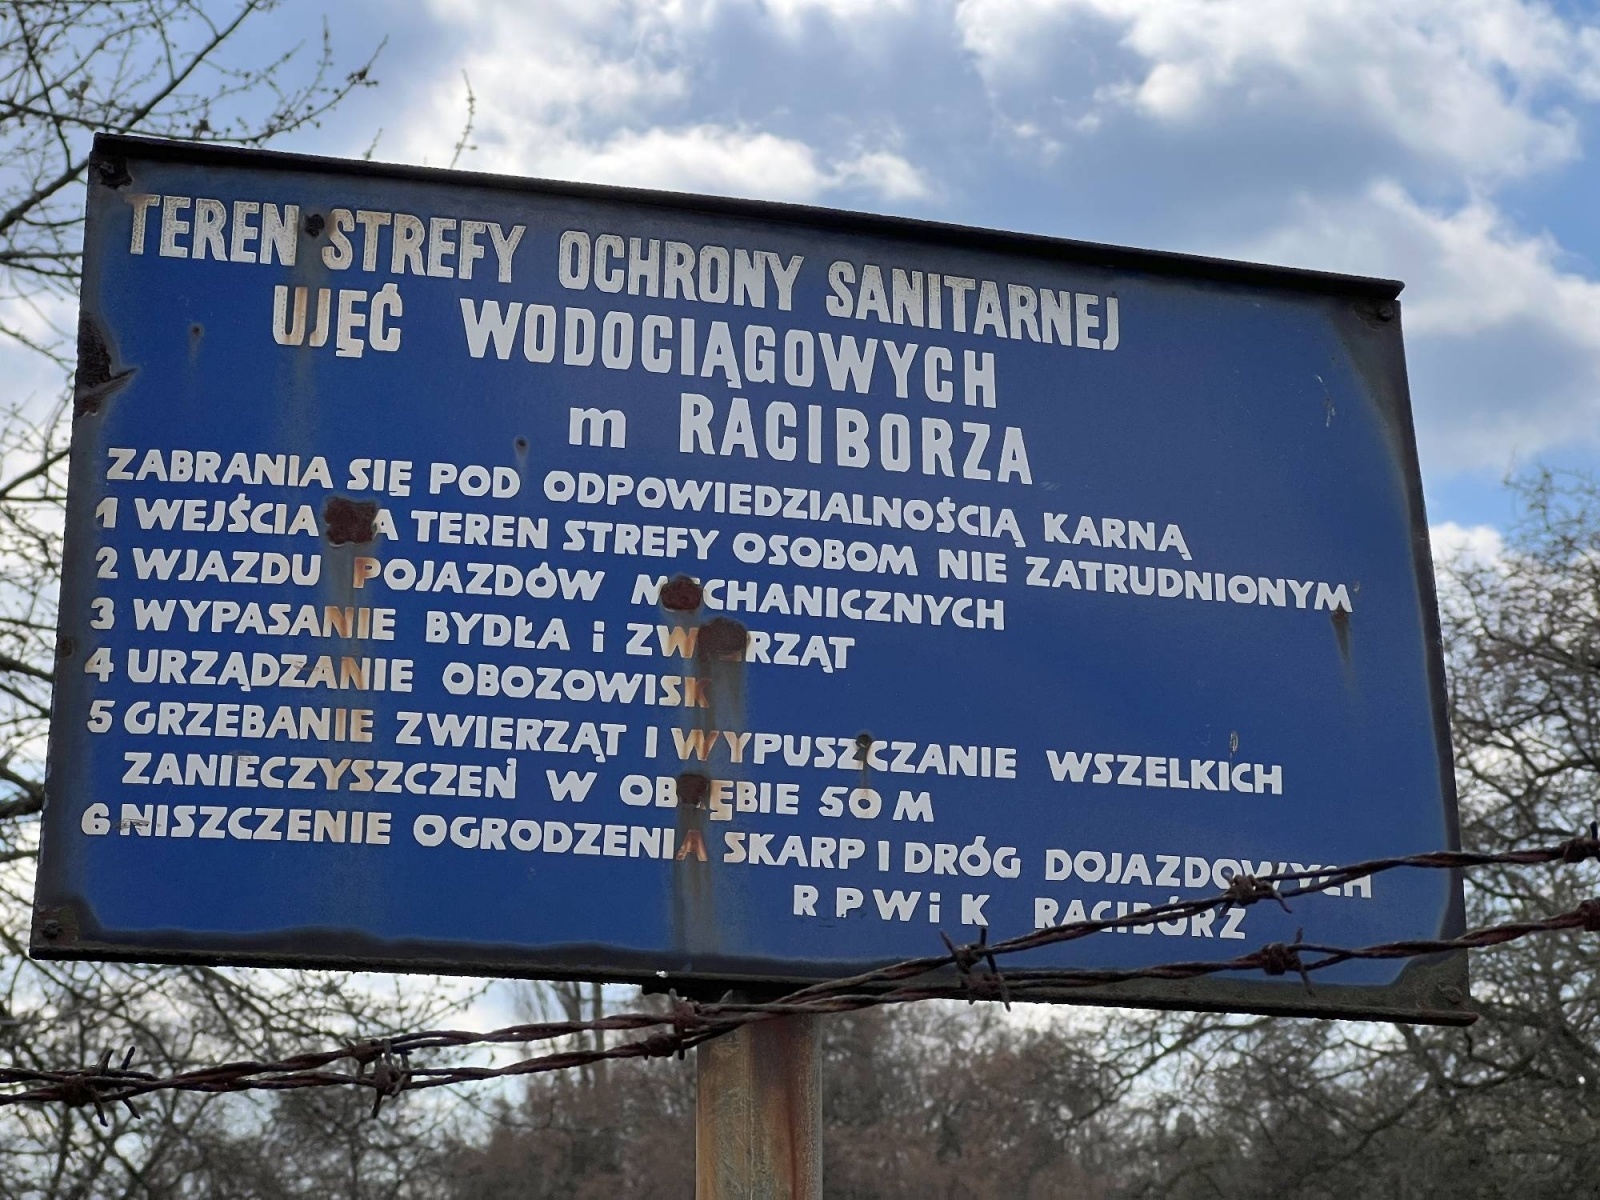 TEREN STREFY OCHRONY SANITARNEJ
UJĘĆ WODOCIĄGOWYCH
m RACIBORZA
ZABRANIA SIĘ POD ODPOWIEDZIALNOŚCIĄ KARNĄ
1 WEJŚCIA NA TEREN STREFY OSOBOM NIE ZATRUDNIONYM
2 WJAZDU POJAZDÓW MECHANICZNYCH
3 WYPASANIE BYDŁA i ZWIERZĄT
4 URZĄDZANIE OBOZOWISK
5 GRZEBANIE ZWIERZĄT I WYPUSZCZANIE WSZELKICH
ZANIECZYSZCZEŃ W OBRĘBIE 50 M
6 NISZCZENIE OGRODZENIA SKARP I DRÓG DOJAZDOWYCH
RPWiK RACIBÓRZ